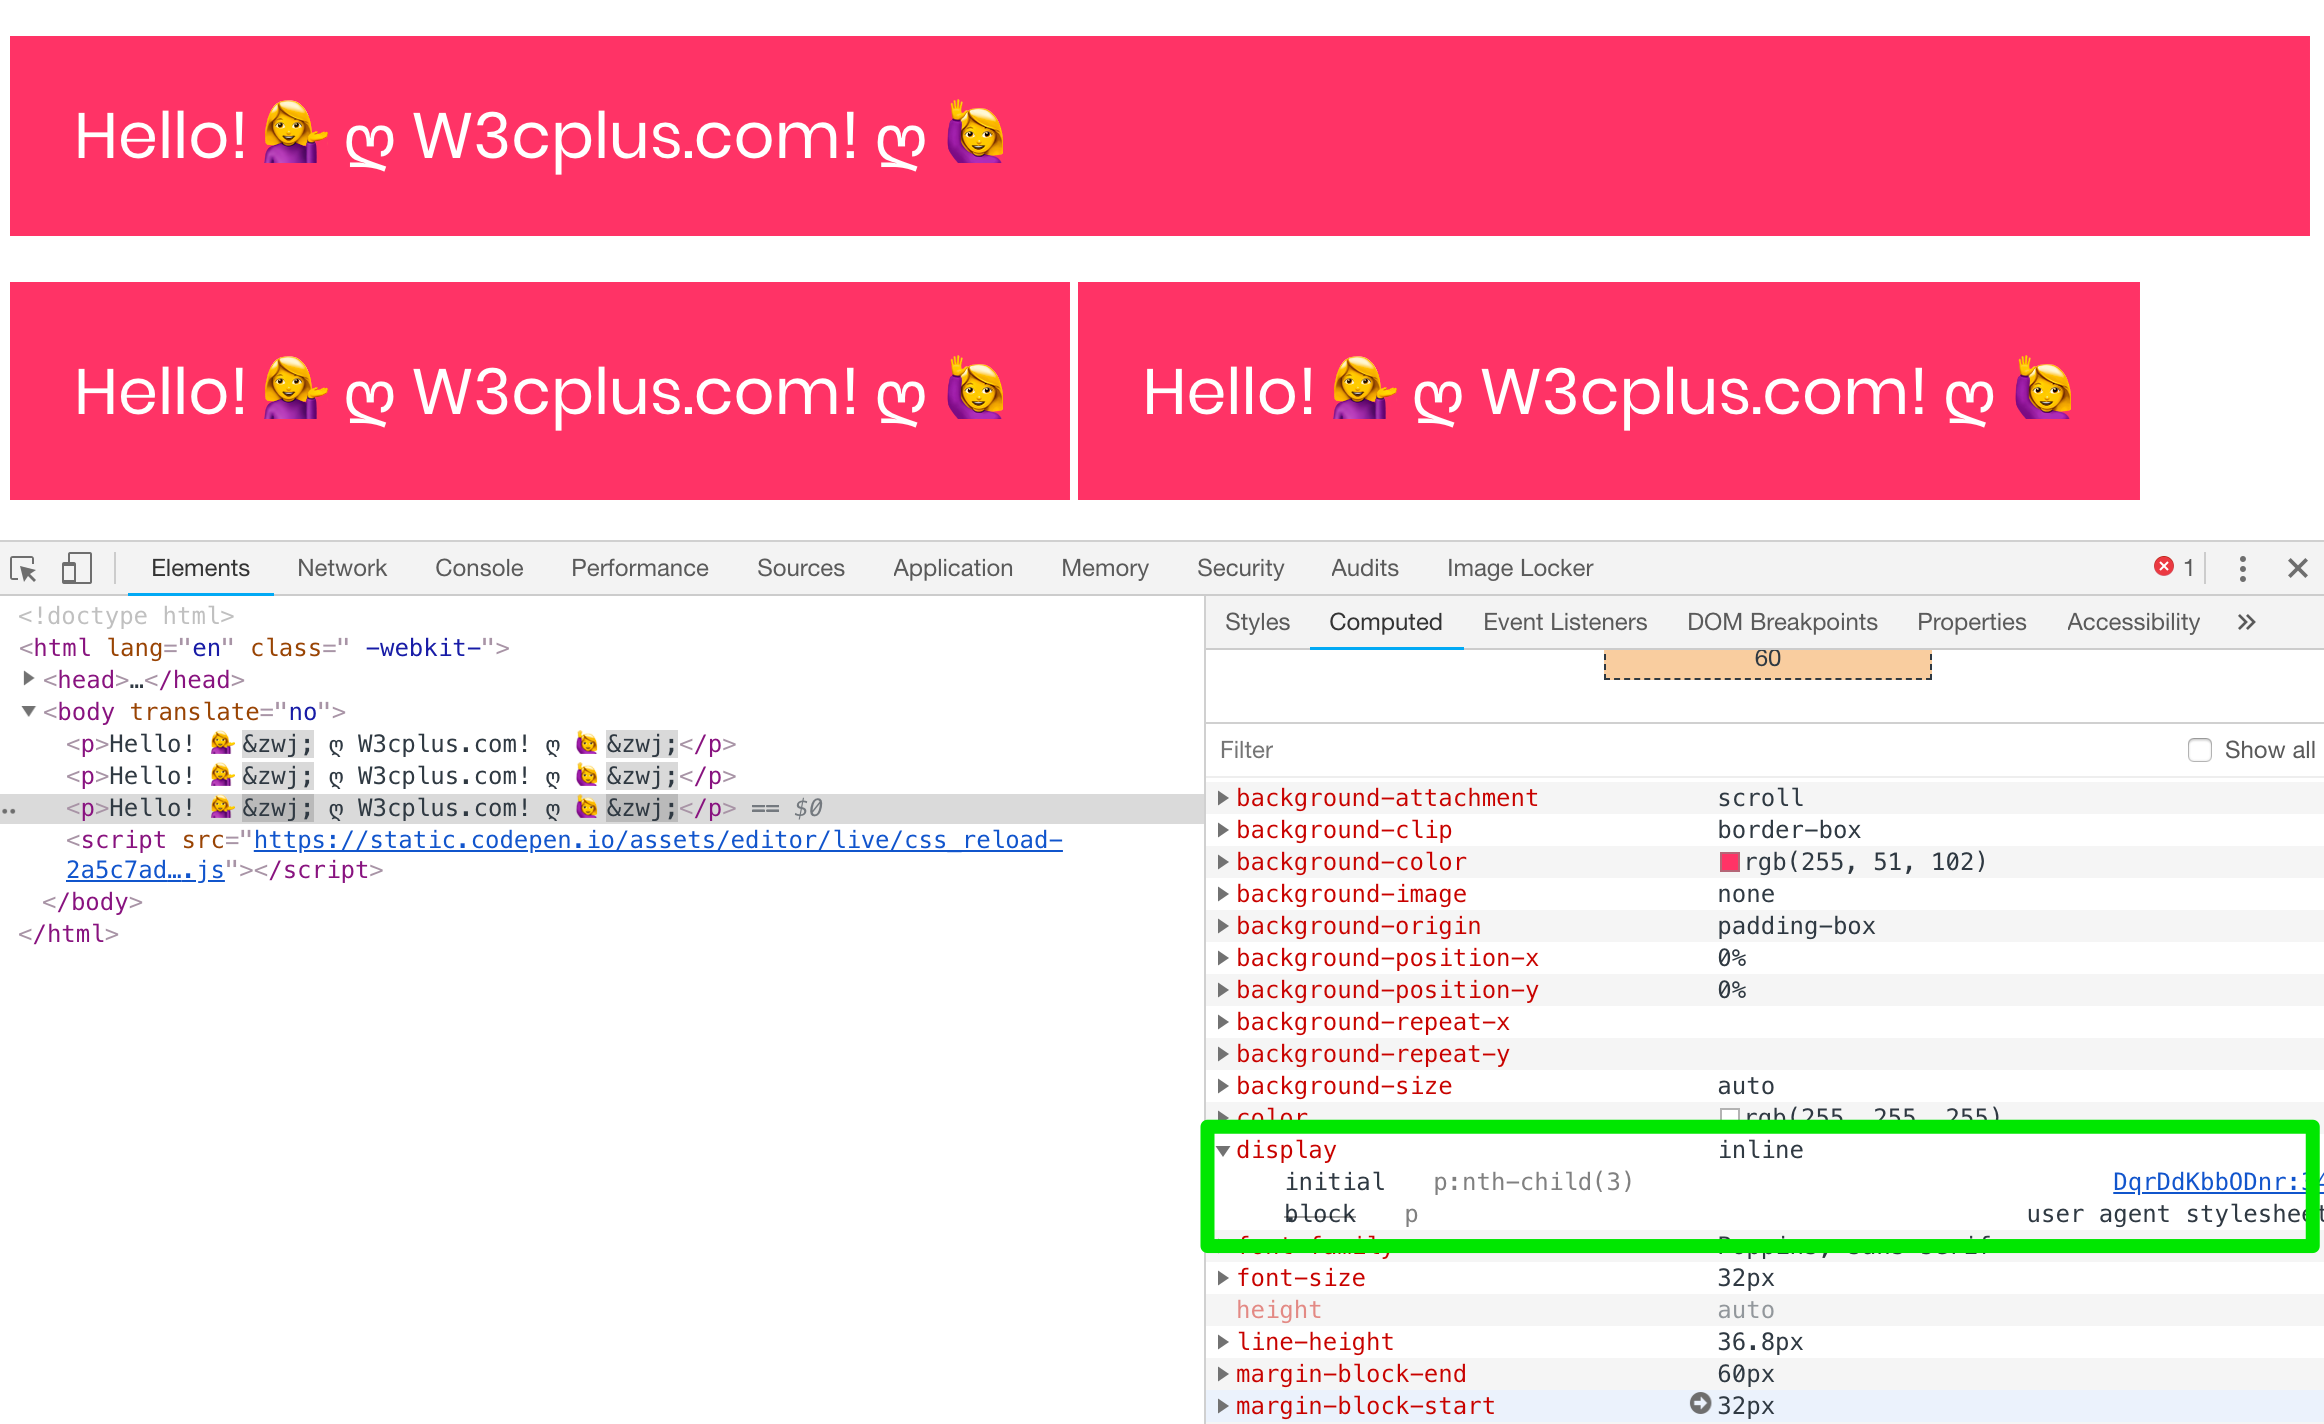 Hello! 💁‍♀️ ღ W3cplus.com! ღ 🙋‍♀️
Hello! 💁‍♀️ ღ W3cplus.com! ღ 🙋‍♀️ Hello! 💁‍♀️ ღ W3cplus.com! ღ 🙋‍♀️
Elements Network Console Performance Sources Application Memory Security Audits Image Locker 1
<!doctype html>
<html lang="en" class=" -webkit-">
<head>…</head>
<body translate="no">
<p>Hello! 💁‍♀️&zwj; ღ W3cplus.com! ღ 🙋‍♀️&zwj;</p>
<p>Hello! 💁‍♀️&zwj; ღ W3cplus.com! ღ 🙋‍♀️&zwj;</p>
<p>Hello! 💁‍♀️&zwj; ღ W3cplus.com! ღ 🙋‍♀️&zwj;</p> == $0
<script src="https://static.codepen.io/assets/editor/live/css_reload-
2a5c7ad….js"></script>
</body>
</html>
Styles Computed Event Listeners DOM Breakpoints Properties Accessibility »
60
Filter Show all
background-attachment scroll
background-clip border-box
background-color rgb(255, 51, 102)
background-image none
background-origin padding-box
background-position-x 0%
background-position-y 0%
background-repeat-x
background-repeat-y
background-size auto
color rgb(255, 255, 255)
display inline
initial p:nth-child(3) DqrDdKbbODnr:
block p user agent stylesheet
font-family Poppins, sans-serif
font-size 32px
height auto
line-height 36.8px
margin-block-end 60px
margin-block-start 32px